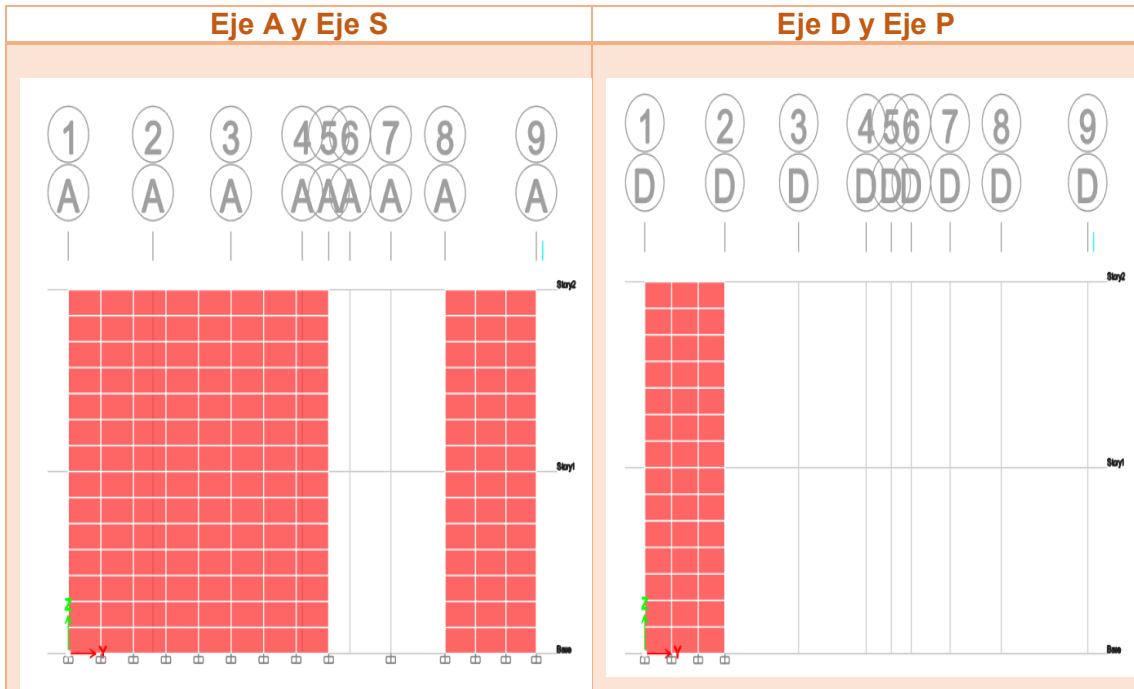 Eje A y Eje S
1 2 3 4 5 6 7 8 9
A A A A A A A A A
Story2
Story1
Z
Y
Base
Eje D y Eje P
1 2 3 4 5 6 7 8 9
D D D D D D D D D
Story2
Story1
Z
Y
Base